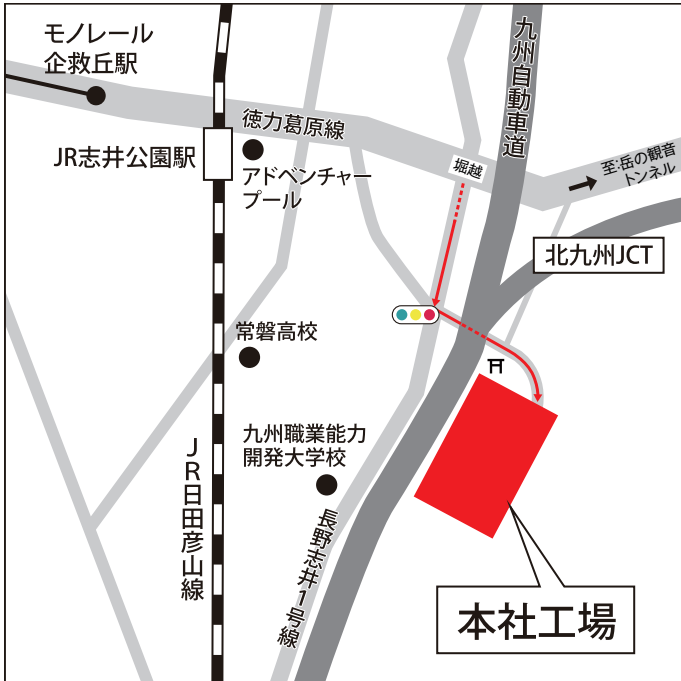 モノレール
企救丘駅
徳力葛原線
九州自動車道
JR志井公園駅
アドベンチャー
プール
堀越
至:岳の観音
トンネル
北九州JCT
常磐高校
九州職業能力
開発大学校
JR日田彦山線
長野志井1号線
本社工場